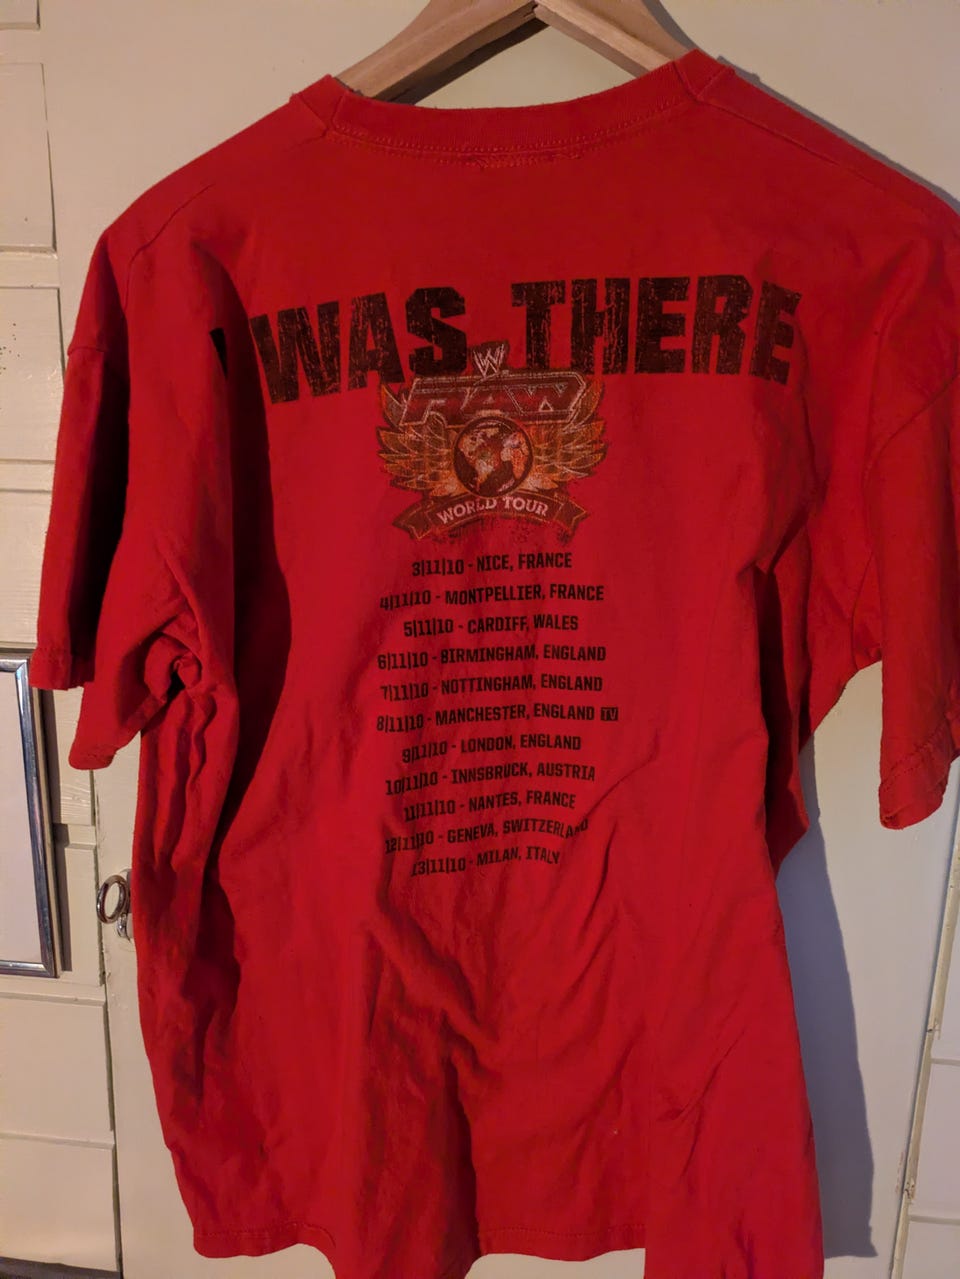 I WAS THERE
W
RAW
WORLD TOUR
3|11|10 - NICE, FRANCE
4|11|10 - MONTPELLIER, FRANCE
5|11|10 - CARDIFF, WALES
6|11|10 - BIRMINGHAM, ENGLAND
7|11|10 - NOTTINGHAM, ENGLAND
8|11|10 - MANCHESTER, ENGLAND TV
9|11|10 - LONDON, ENGLAND
10|11|10 - INNSBRUCK, AUSTRIA
11|11|10 - NANTES, FRANCE
12|11|10 - GENEVA, SWITZERLAND
13|11|10 - MILAN, ITALY